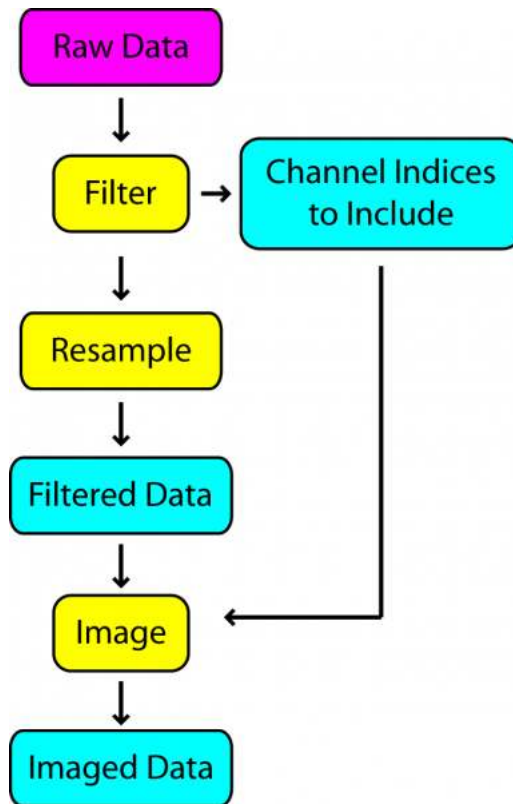 Raw Data
Filter
Channel Indices
to Include
Resample
Filtered Data
Image
Imaged Data